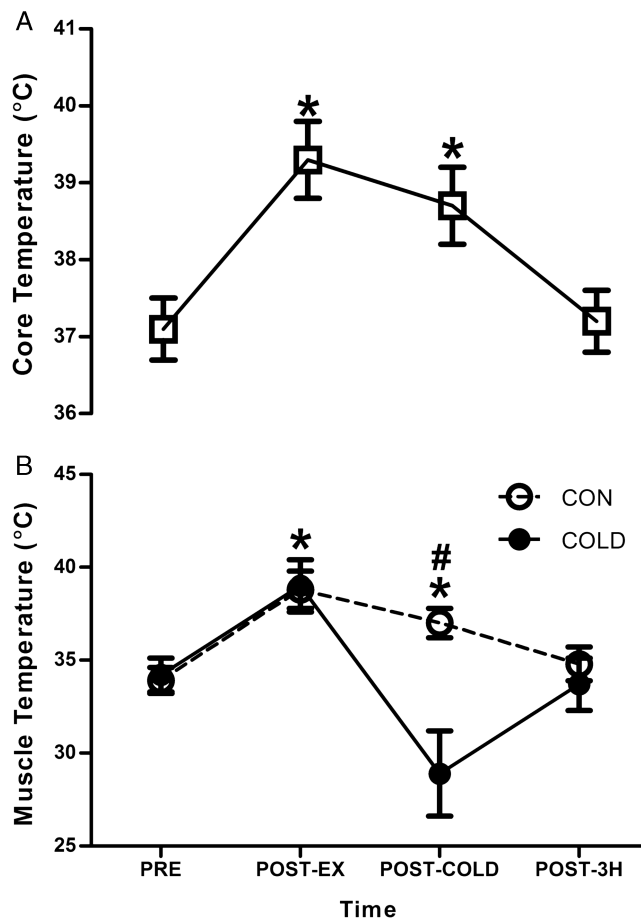 A
Core Temperature (°C)
41
40
39
38
37
36
*
*
B
Muscle Temperature (°C)
45
40
35
30
25
CON
COLD
*
#
*
PRE
POST-EX
POST-COLD
POST-3H
Time